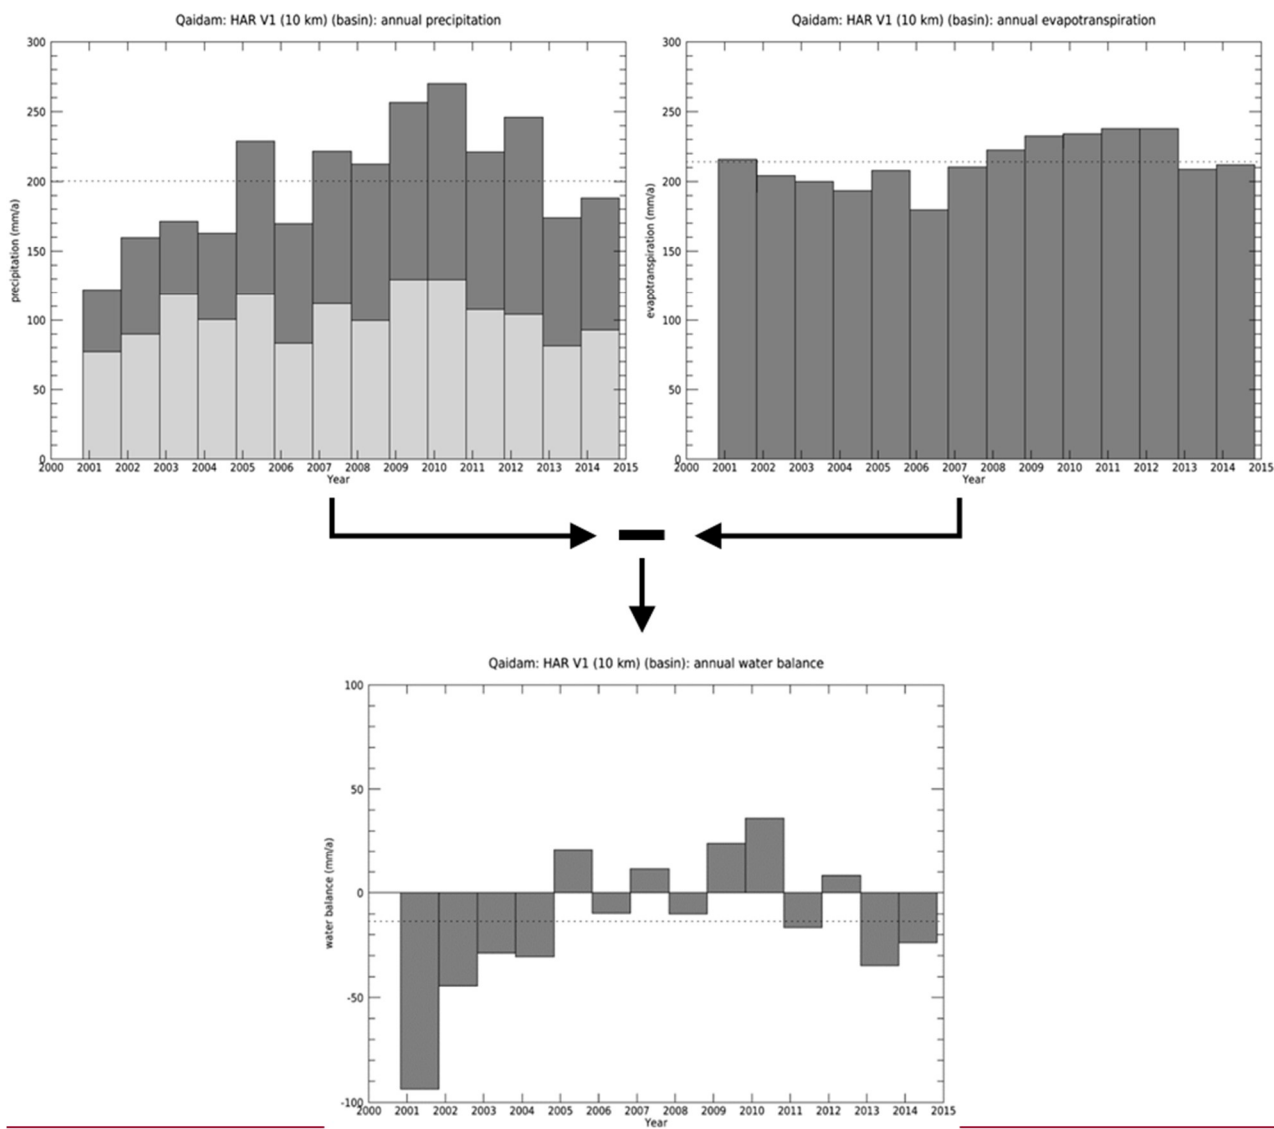 Qaidam: HAR V1 (10 km) (basin): annual precipitation
300
250
200
150
100
50
0
precipitation (mm/a)
2000 2001 2002 2003 2004 2005 2006 2007 2008 2009 2010 2011 2012 2013 2014 2015
Year
Qaidam: HAR V1 (10 km) (basin): annual evapotranspiration
300
250
200
150
100
50
0
evapotranspiration (mm/a)
2000 2001 2002 2003 2004 2005 2006 2007 2008 2009 2010 2011 2012 2013 2014 2015
Year
Qaidam: HAR V1 (10 km) (basin): annual water balance
100
50
0
-50
-100
water balance (mm/a)
2000 2001 2002 2003 2004 2005 2006 2007 2008 2009 2010 2011 2012 2013 2014 2015
Year